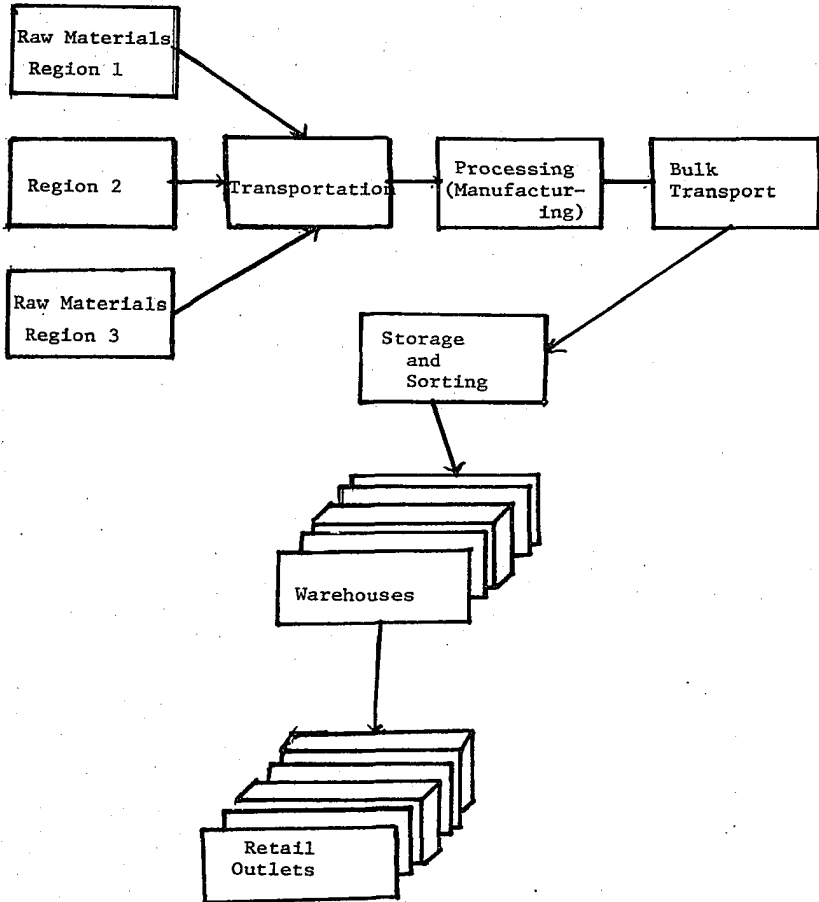 Raw Materials
Region 1
Region 2
Transportation
Processing
(Manufactur-
ing)
Bulk
Transport
Raw Materials
Region 3
Storage
and
Sorting
Warehouses
Retail
Outlets